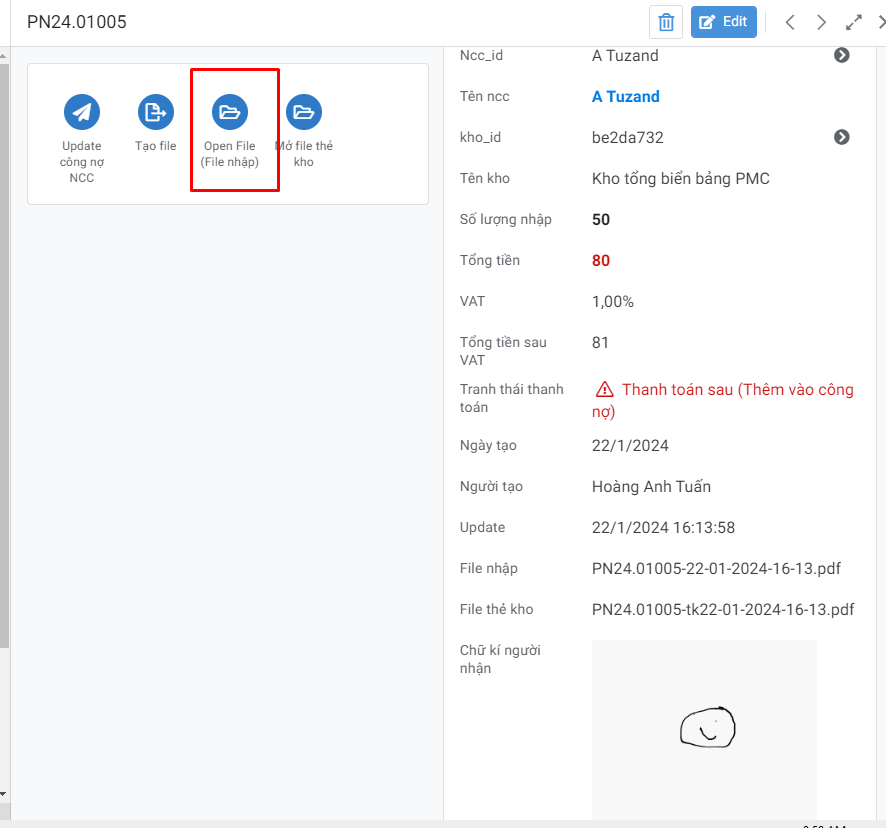 PN24.01005
Edit
Update
công nợ
NCC
Tạo file
Open File
(File nhập)
Mở file thẻ
kho
Ncc_id
A Tuzand
Tên ncc
A Tuzand
kho_id
be2da732
Tên kho
Kho tổng biển bảng PMC
Số lượng nhập
50
Tổng tiền
80
VAT
1,00%
Tổng tiền sau
VAT
81
Tranh thái thanh
toán
Thanh toán sau (Thêm vào công
nợ)
Ngày tạo
22/1/2024
Người tạo
Hoàng Anh Tuấn
Update
22/1/2024 16:13:58
File nhập
PN24.01005-22-01-2024-16-13.pdf
File thẻ kho
PN24.01005-tk22-01-2024-16-13.pdf
Chữ kí người
nhận